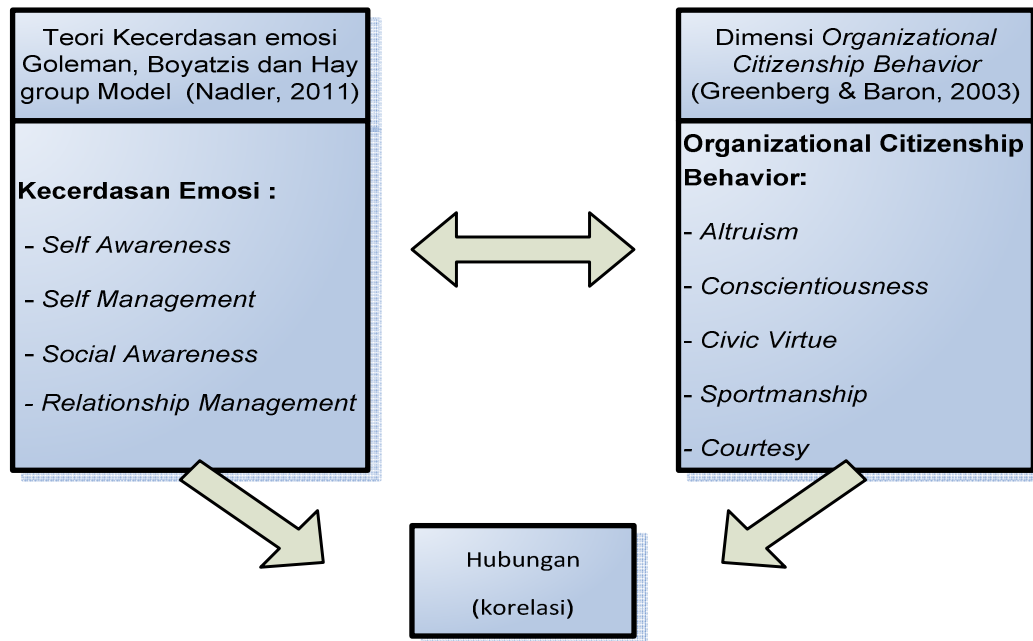 Teori Kecerdasan emosi
Goleman, Boyatzis dan Hay
group Model (Nadler, 2011)
Kecerdasan Emosi :
- Self Awareness
- Self Management
- Social Awareness
- Relationship Management
Dimensi Organizational
Citizenship Behavior
(Greenberg & Baron, 2003)
Organizational Citizenship
Behavior:
- Altruism
- Conscientiousness
- Civic Virtue
- Sportmanship
- Courtesy
Hubungan
(korelasi)